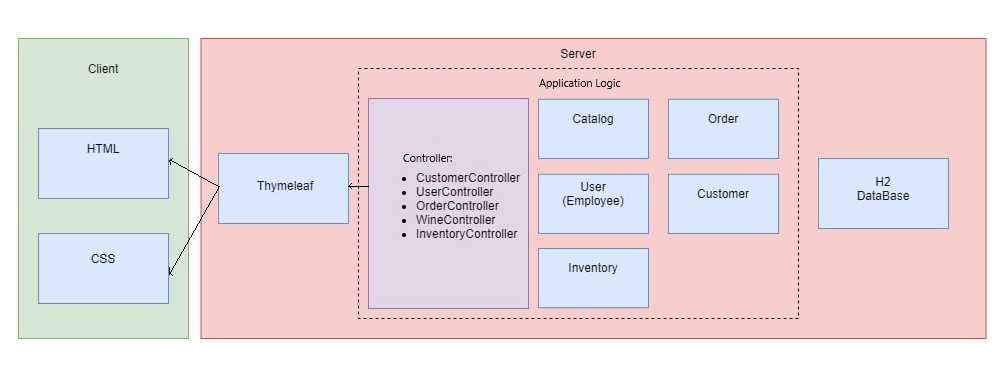 Client
HTML
CSS
Server
Thymeleaf
Application Logic
Controller:
• CustomerController
• UserController
• OrderController
• WineController
• InventoryController
Catalog
Order
User
(Employee)
Customer
Inventory
H2
DataBase